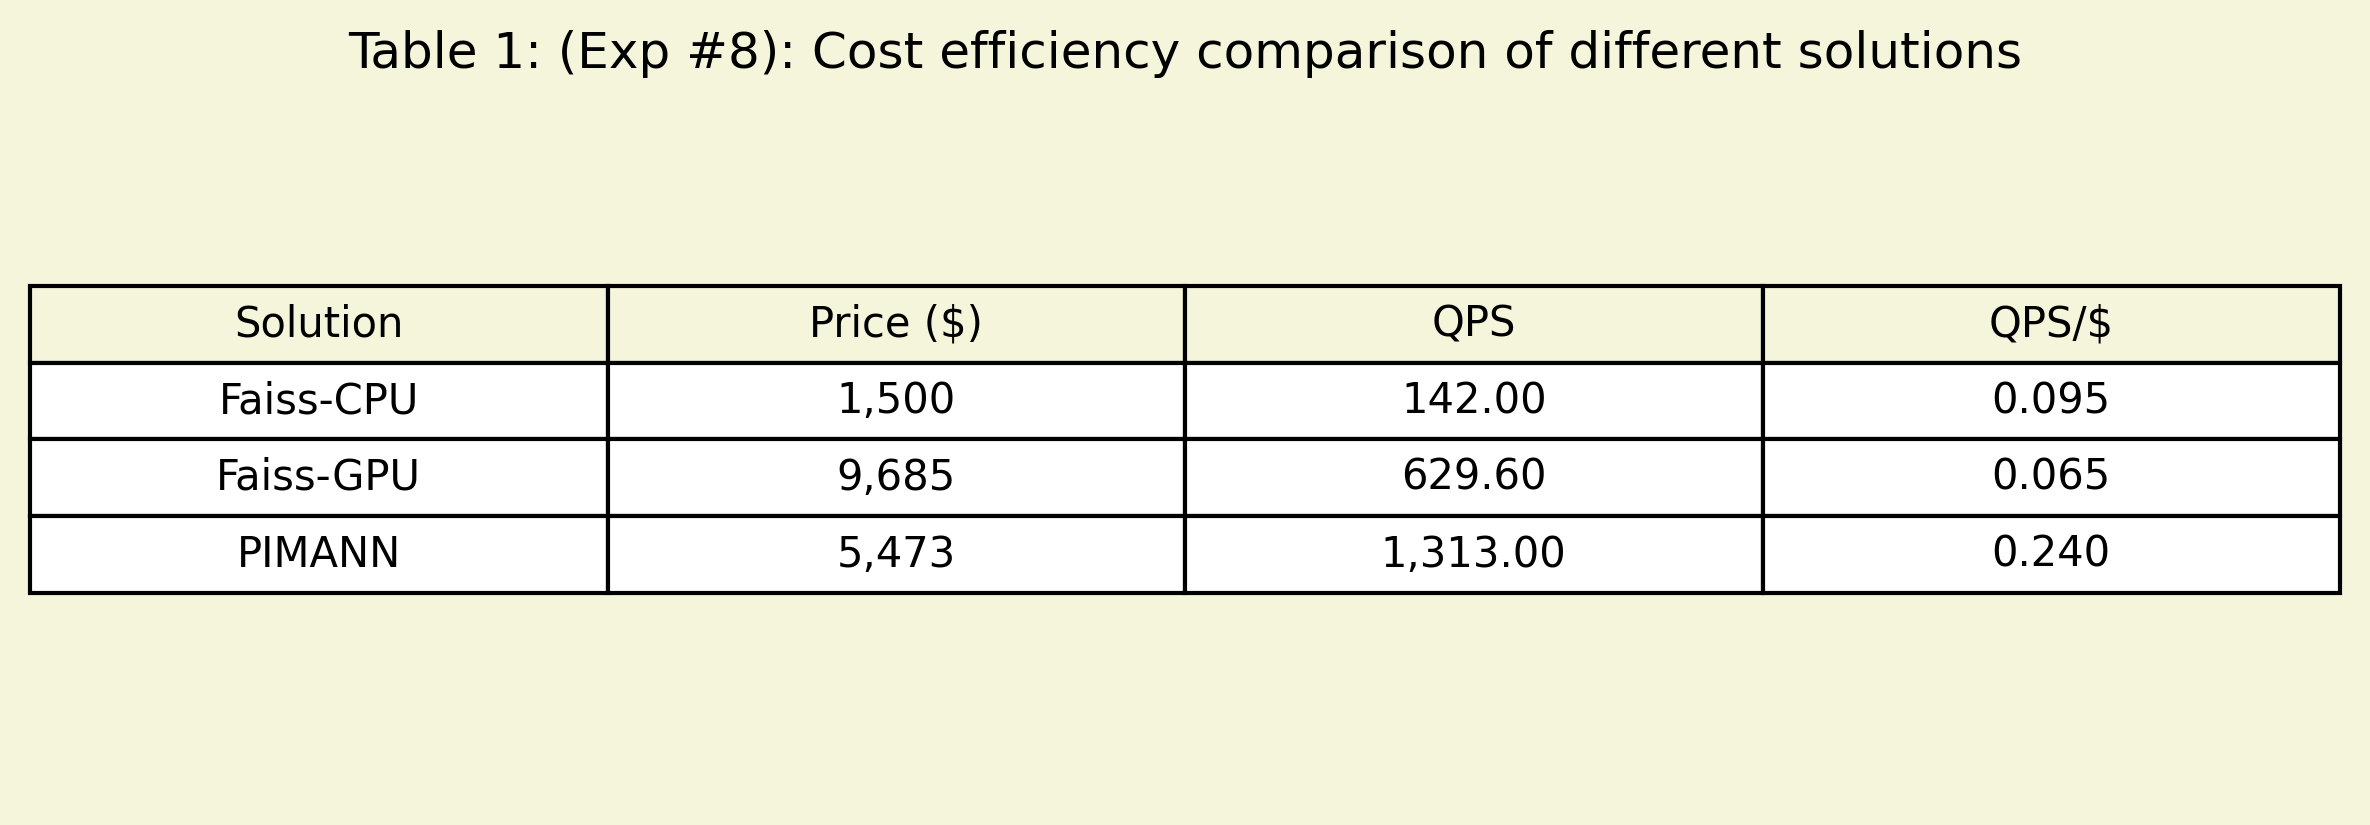 Table 1: (Exp #8): Cost efficiency comparison of different solutions
Solution Price ($) QPS QPS/$
Faiss-CPU 1,500 142.00 0.095
Faiss-GPU 9,685 629.60 0.065
PIMANN 5,473 1,313.00 0.240